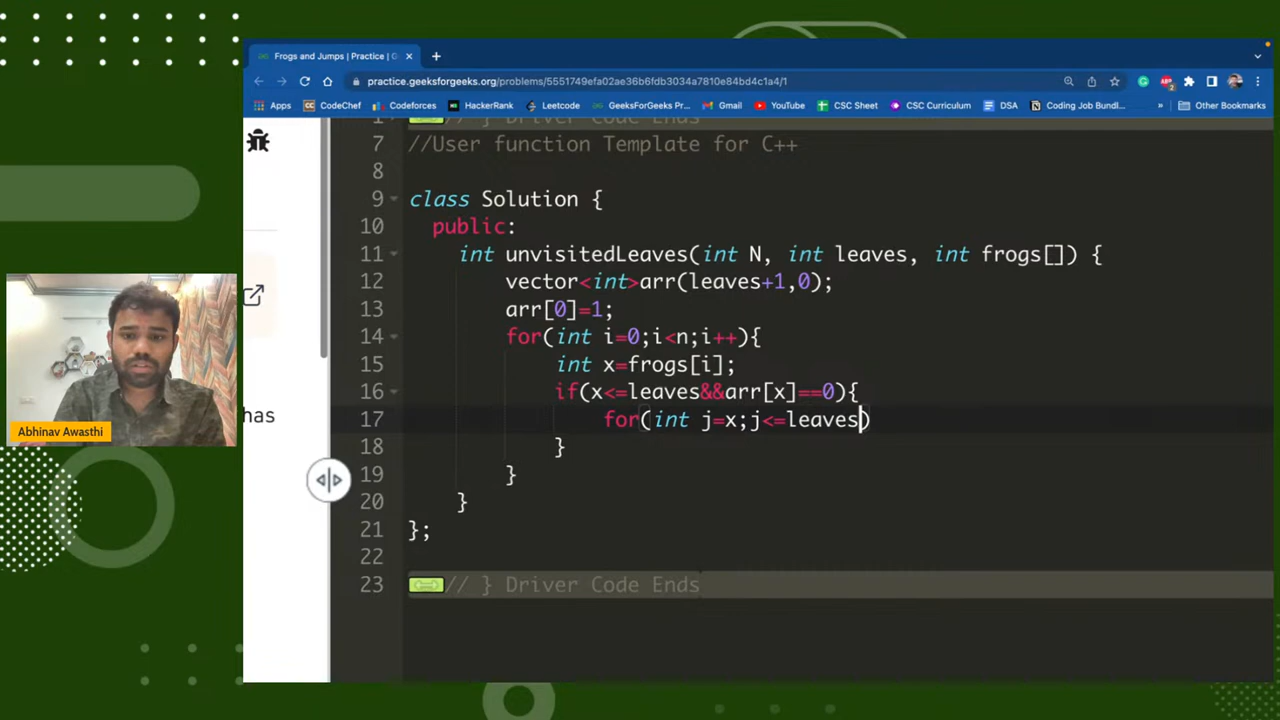 Frogs and Jumps | Practice | G
practice.geeksforgeeks.org/problems/5551749efa02ae36b6fdb3034a7810e84bd4c1a4/1
Apps CodeChef Codeforces HackerRank Leetcode GeeksForGeeks Pr... Gmail YouTube CSC Sheet CSC Curriculum DSA Coding Job Bundl... » Other Bookmarks
1 // } Driver Code Ends
7 //User function Template for C++
8
9 class Solution {
10 public:
11 int unvisitedLeaves(int N, int leaves, int frogs[]) {
12 vector<int>arr(leaves+1,0);
13 arr[0]=1;
14 for(int i=0;i<n;i++){
15 int x=frogs[i];
16 if(x<=leaves&&arr[x]==0){
17 for(int j=x;j<=leaves)
18 }
19 }
20 }
21 };
22
23 // } Driver Code Ends
has
Abhinav Awasthi